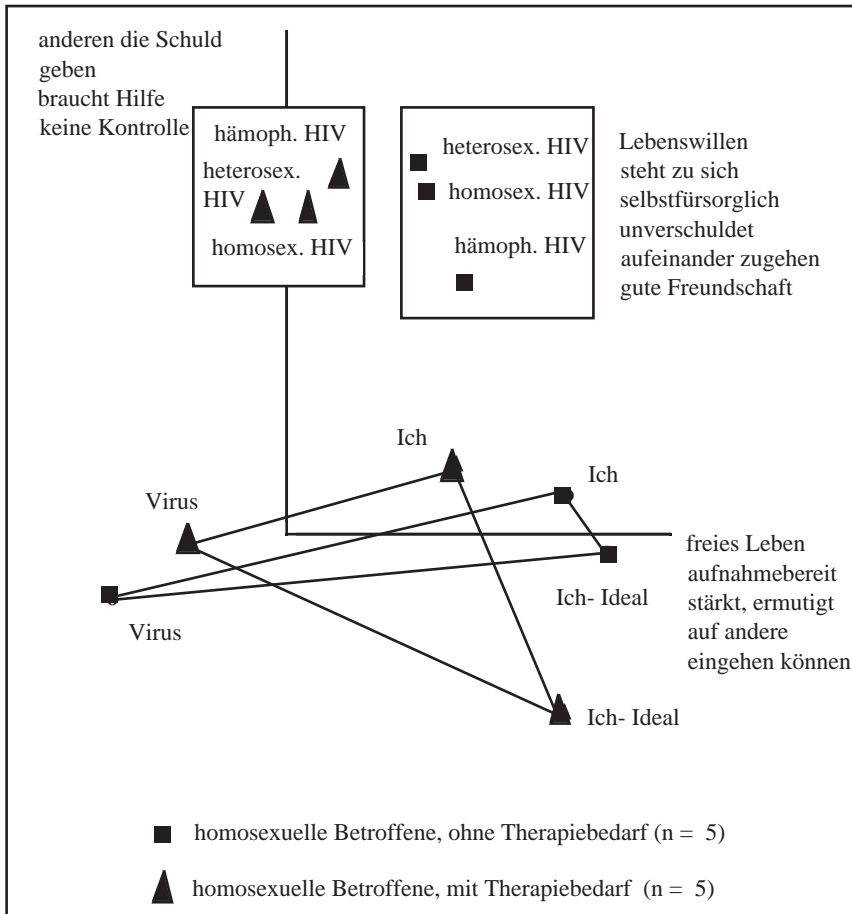 anderen die Schuld
geben
braucht Hilfe
keine Kontrolle
hämoph. HIV
heterosex.
HIV
homosex. HIV
heterosex. HIV
homosex. HIV
hämoph. HIV
Lebenswillen
steht zu sich
selbstfürsorglich
unverschuldet
aufeinander zugehen
gute Freundschaft
Ich
Ich
Virus
Virus
Ich- Ideal
Ich- Ideal
freies Leben
aufnahmebereit
stärkt, ermutigt
auf andere
eingehen können
homosexuelle Betroffene, ohne Therapiebedarf (n = 5)
homosexuelle Betroffene, mit Therapiebedarf (n = 5)